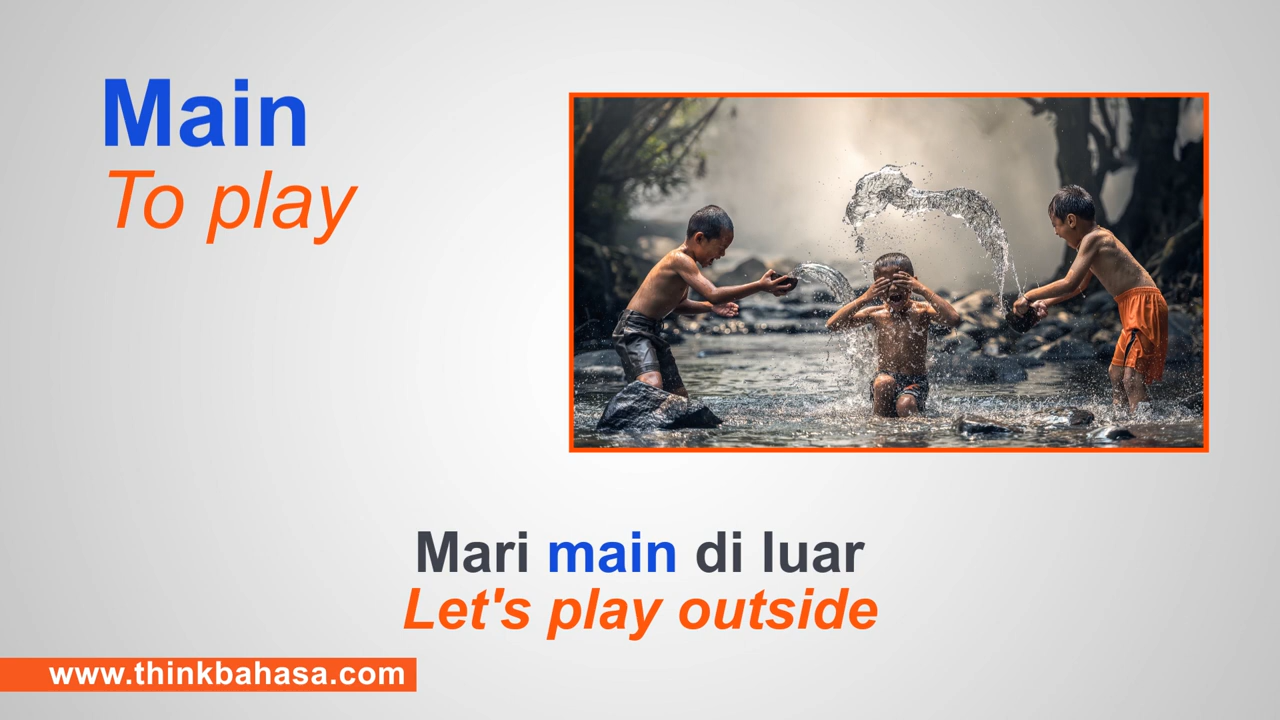 Main
To play
Mari main di luar
Let's play outside
www.thinkbahasa.com